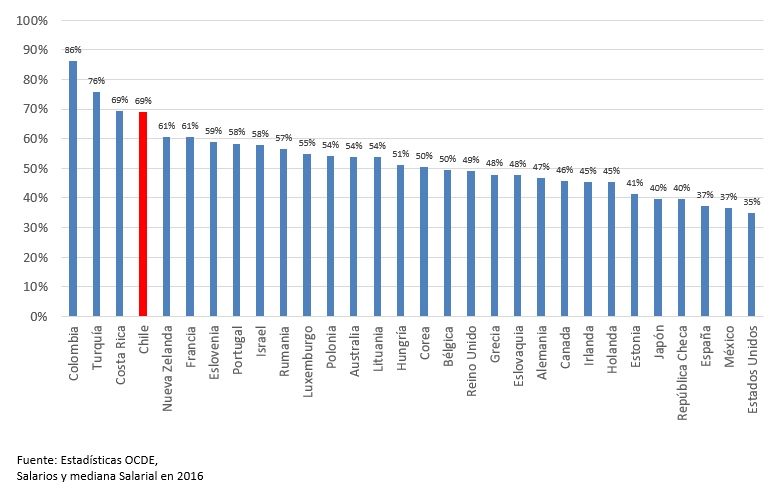 100%
90%
80%
70%
60%
50%
40%
30%
20%
10%
0%
86%
76%
69%
69%
61%
61%
59%
58%
58%
57%
55%
54%
54%
54%
51%
50%
50%
49%
48%
48%
47%
46%
45%
45%
41%
40%
40%
37%
37%
35%
Colombia
Turquía
Costa Rica
Chille
Nueva Zelanda
Francia
Eslovenia
Portugal
Israel
Rumania
Luxemburgo
Polonia
Australia
Lituania
Hungría
Corea
Bélgica
Reino Unido
Grecia
Eslovaquia
Alemania
Canada
Irlanda
Holanda
Estonia
Japón
República Checa
España
México
Estados Unidos
Fuente: Estadísticas OCDE,
Salarios y mediana Salarial en 2016